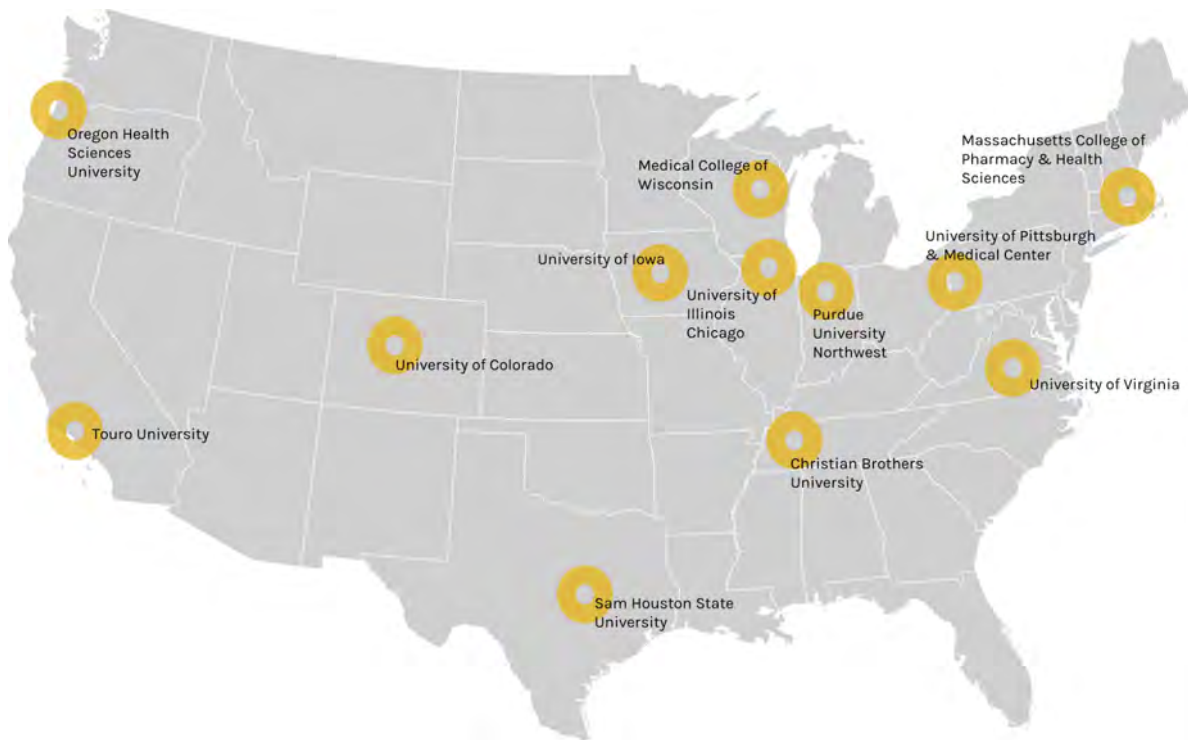 Oregon Health
Sciences
University
Medical College of
Wisconsin
Massachusetts College of
Pharmacy & Health
Sciences
University of Iowa
University of
Illinois
Chicago
Purdue
University
Northwest
University of Pittsburgh
& Medical Center
University of Colorado
University of Virginia
Touro University
Christian Brothers
University
Sam Houston State
University